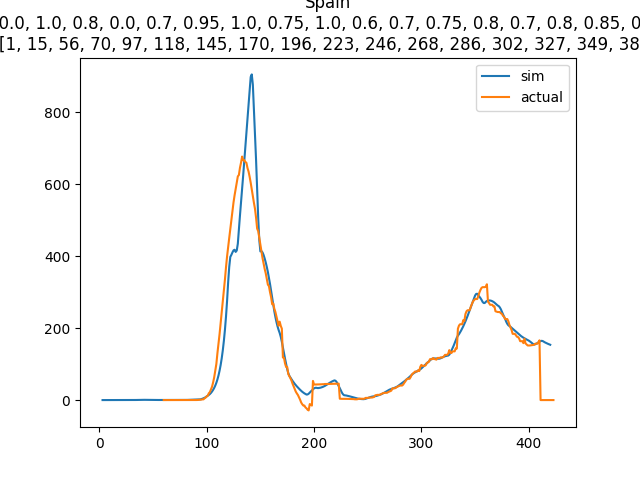 Spain
0.0, 1.0, 0.8, 0.0, 0.7, 0.95, 1.0, 0.75, 1.0, 0.6, 0.7, 0.75, 0.8, 0.7, 0.8, 0.85, 0
[1, 15, 56, 70, 97, 118, 145, 170, 196, 223, 246, 268, 286, 302, 327, 349, 38
sim
actual
800
600
400
200
0
0 100 200 300 400